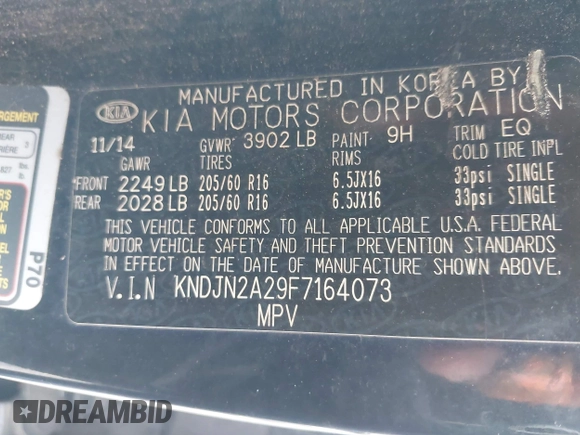 MANUFACTURED IN KOREA BY
KIA KIA MOTORS CORPORATION
11/14 GVWR 3902 LB PAINT 9H TRIM EQ
GAWR TIRES RIMS COLD TIRE INPL
FRONT 2249 LB 205/60 R16 6.5JX16 33psi SINGLE
REAR 2028 LB 205/60 R16 6.5JX16 33psi SINGLE
THIS VEHICLE CONFORMS TO ALL APPLICABLE U.S.A. FEDERAL
MOTOR VEHICLE SAFETY AND THEFT PREVENTION STANDARDS
IN EFFECT ON THE DATE OF MANUFACTURE SHOWN ABOVE.
V.I.N KNDJN2A29F7164073
MPV
P70
DREAMBID